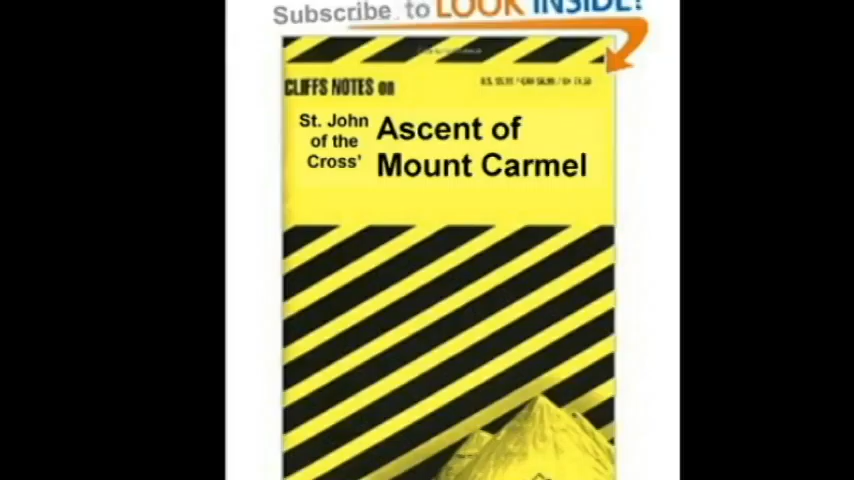 Subscribe to LOOK INSIDE!
CLIFFS NOTES on
St. John
of the
Cross'
Ascent of
Mount Carmel